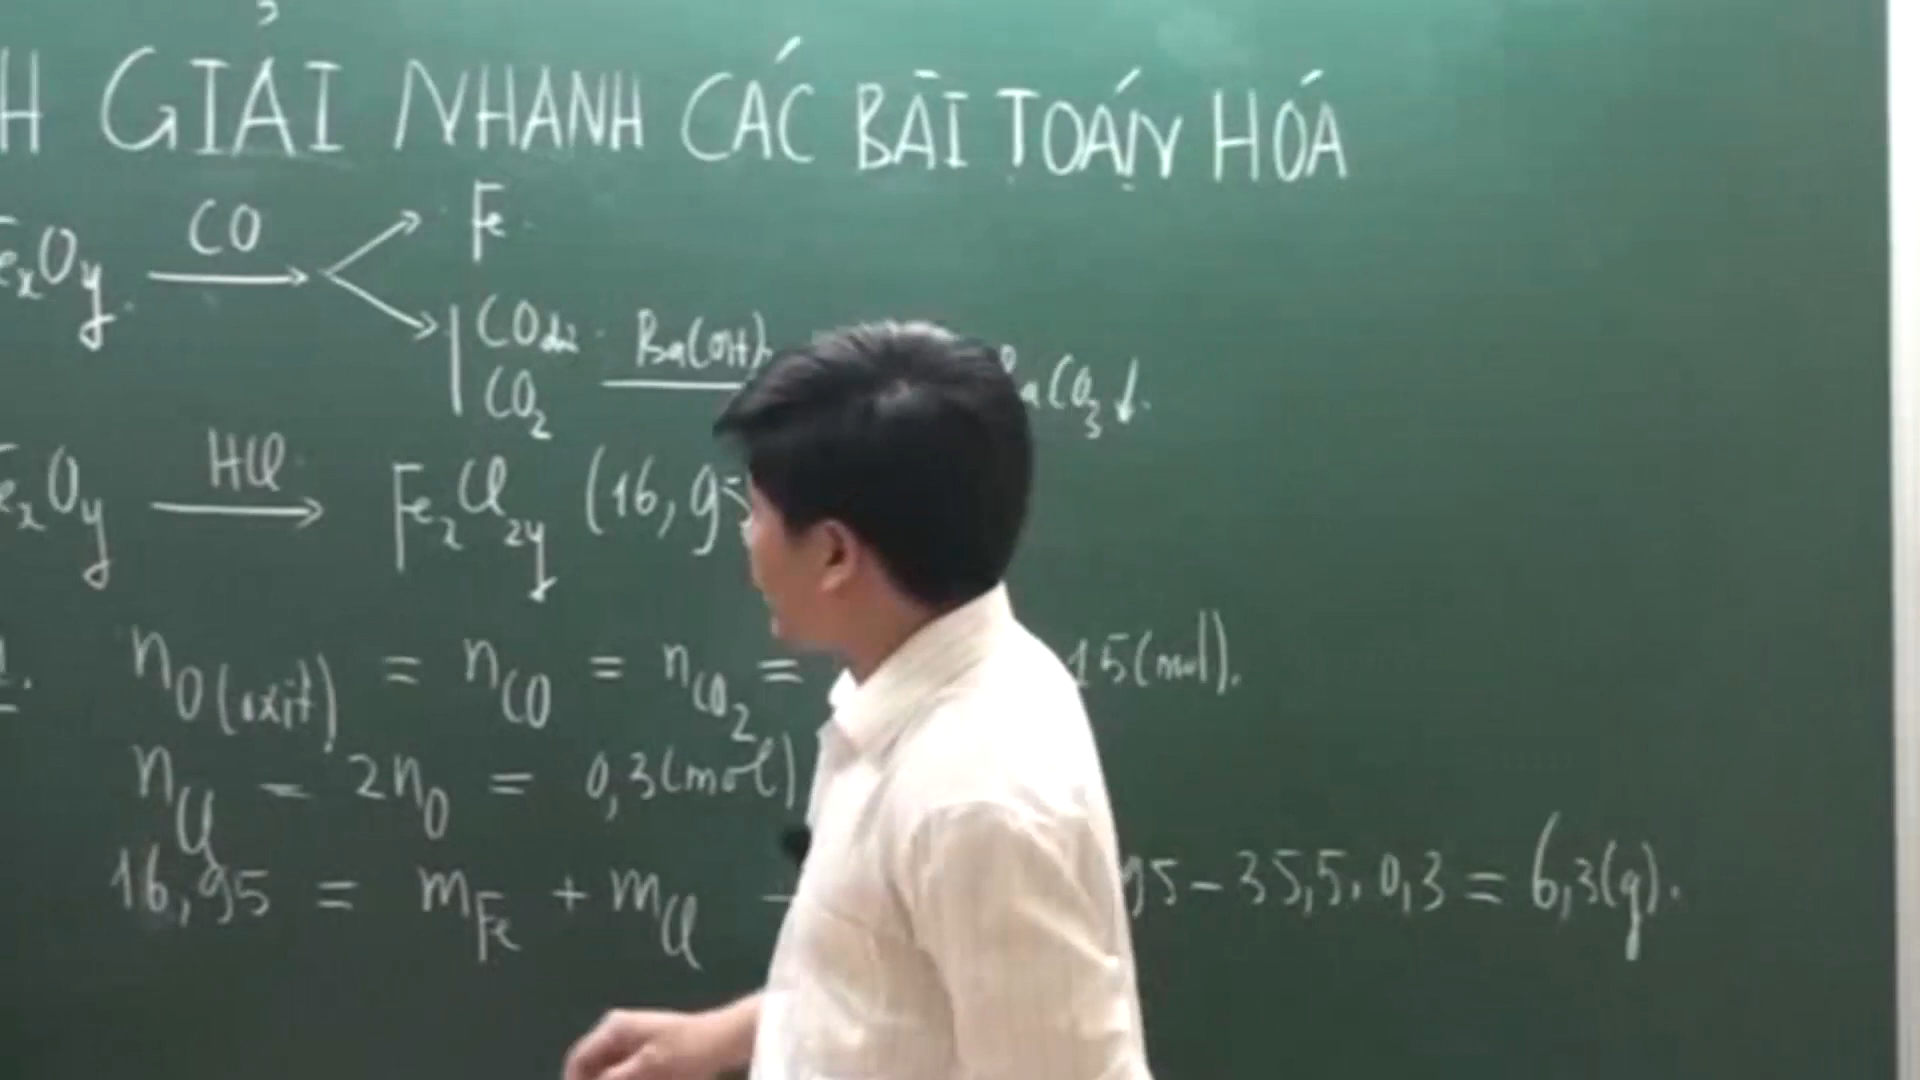 H GIẢI NHANH CÁC BÀI TOÁN HÓA
FexOy CO Fe
CO dư Ba(OH)2 BaCO3↓.
CO2
FexOy HCl Fe2Cl2y (16,95
nO(oxit) = nCO = nCO2 = 15(mol).
nCl = 2nO = 0,3(mol)
16,95 = mFe + mCl 95 - 35,5.0,3 = 6,3(g).